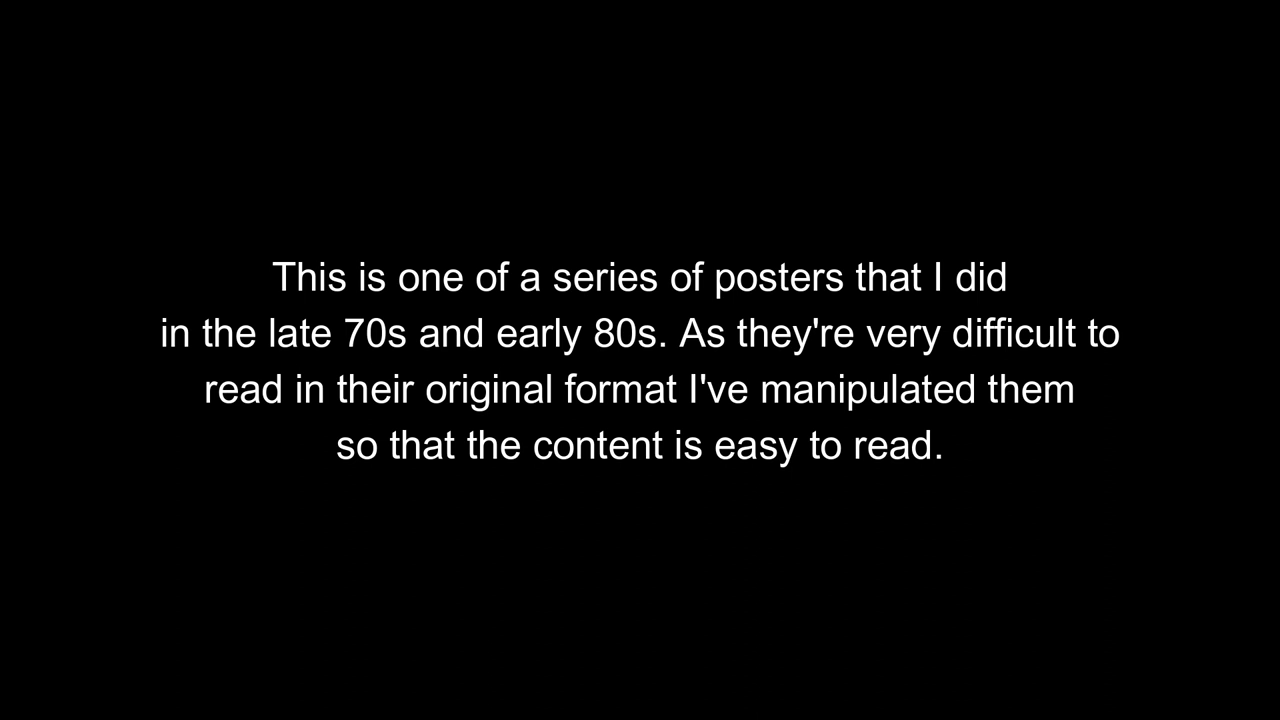 This is one of a series of posters that I did
in the late 70s and early 80s. As they're very difficult to
read in their original format I've manipulated them
so that the content is easy to read.